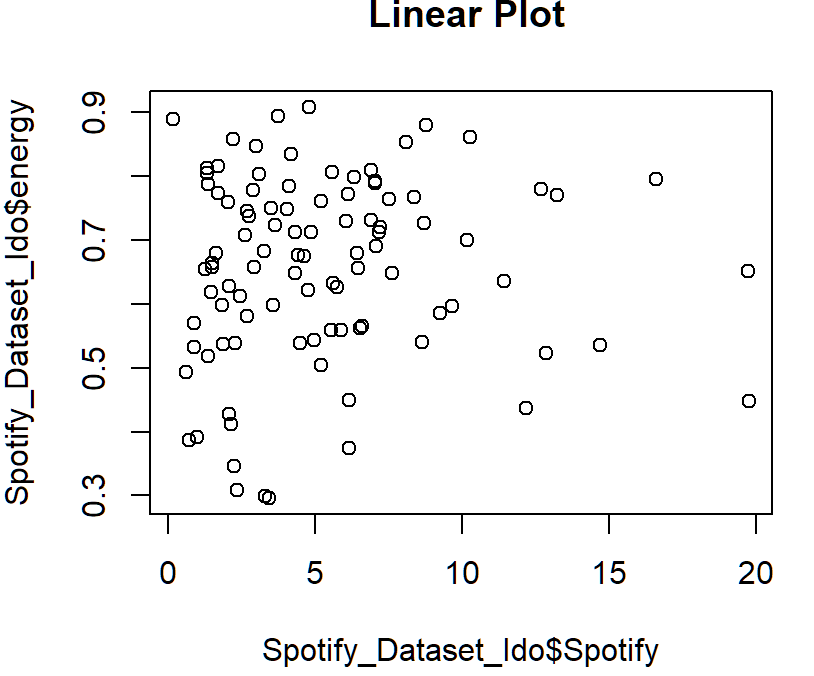 Linear Plot
Spotify_Dataset_Ido$energy
0.9
0.7
0.5
0.3
0 5 10 15 20
Spotify_Dataset_Ido$Spotify